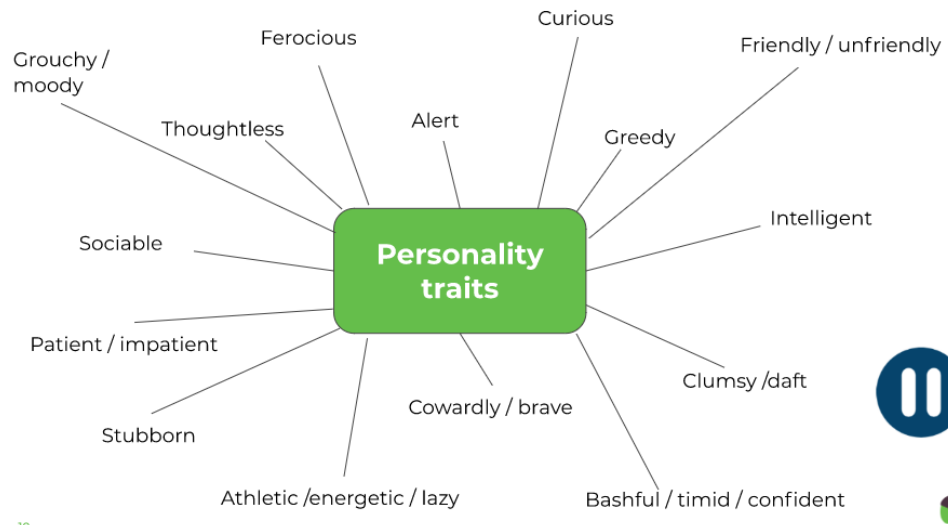 Curious
Ferocious
Friendly / unfriendly
Grouchy /
moody
Alert
Thoughtless
Greedy
Intelligent
Sociable
Personality
traits
Patient / impatient
Clumsy /daft
Cowardly / brave
Stubborn
Athletic /energetic / lazy
Bashful / timid / confident